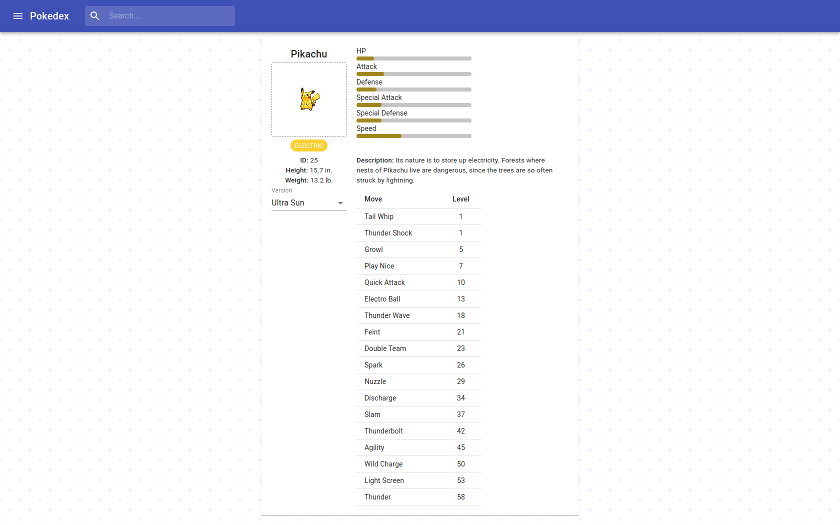 Pokedex
Search...
Pikachu
ELECTRIC
ID: 25
Height: 15.7 in.
Weight: 13.2 lb.
Version
Ultra Sun
HP
Attack
Defense
Special Attack
Special Defense
Speed
Description: Its nature is to store up electricity. Forests where
nests of Pikachu live are dangerous, since the trees are so often
struck by lightning.
Move Level
Tail Whip 1
Thunder Shock 1
Growl 5
Play Nice 7
Quick Attack 10
Electro Ball 13
Thunder Wave 18
Feint 21
Double Team 23
Spark 26
Nuzzle 29
Discharge 34
Slam 37
Thunderbolt 42
Agility 45
Wild Charge 50
Light Screen 53
Thunder 58